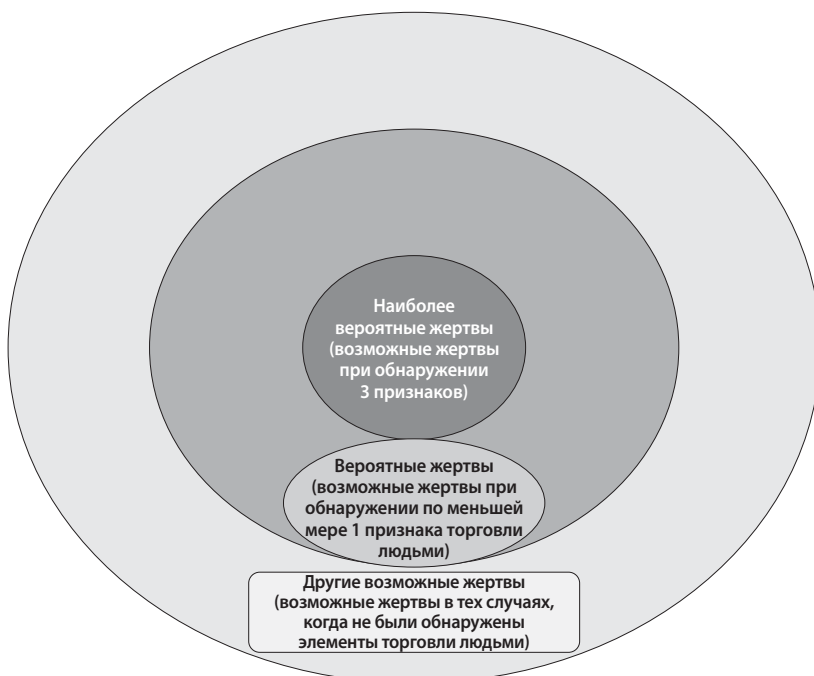 Наиболее
вероятные жертвы
(возможные жертвы
при обнаружении
3 признаков)
Вероятные жертвы
(возможные жертвы при
обнаружении по меньшей
мере 1 признака торговли
людьми)
Другие возможные жертвы
(возможные жертвы в тех случаях,
когда не были обнаружены
элементы торговли людьми)